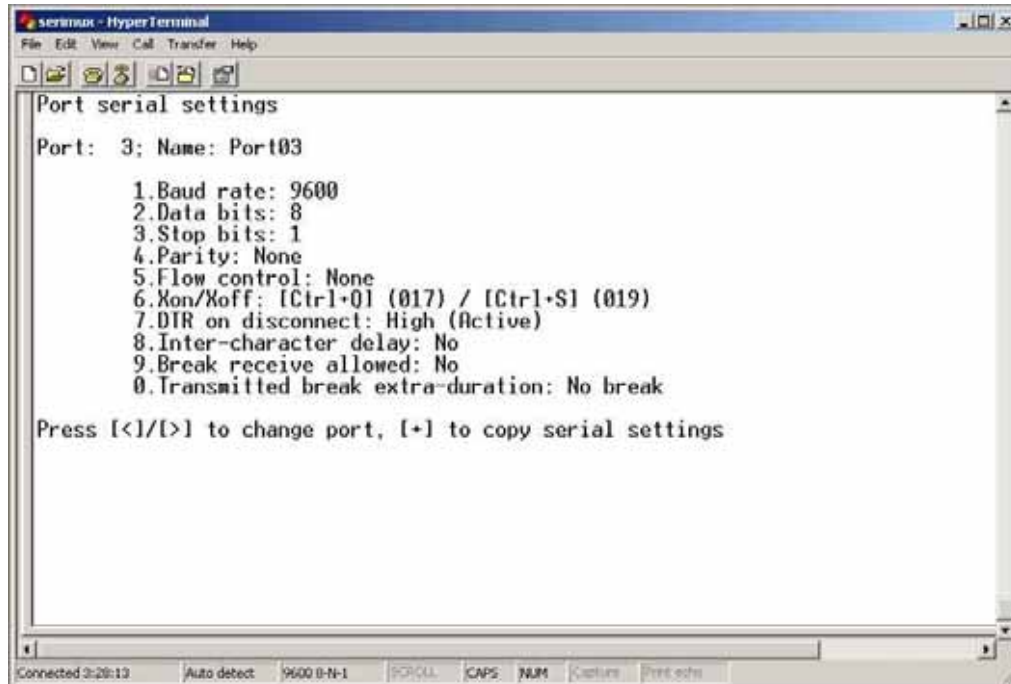 serimux - HyperTerminal
File Edit View Call Transfer Help
Port serial settings
Port: 3; Name: Port03
1.Baud rate: 9600
2.Data bits: 8
3.Stop bits: 1
4.Parity: None
5.Flow control: None
6.Xon/Xoff: [Ctrl+Q] (017) / [Ctrl+S] (019)
7.DTR on disconnect: High (Active)
8.Inter-character delay: No
9.Break receive allowed: No
0.Transmitted break extra-duration: No break
Press [<]/[>] to change port, [+] to copy serial settings
Connected 3:28:13 Auto detect 9600 8-N-1 SCROLL CAPS NUM Capture Print echo